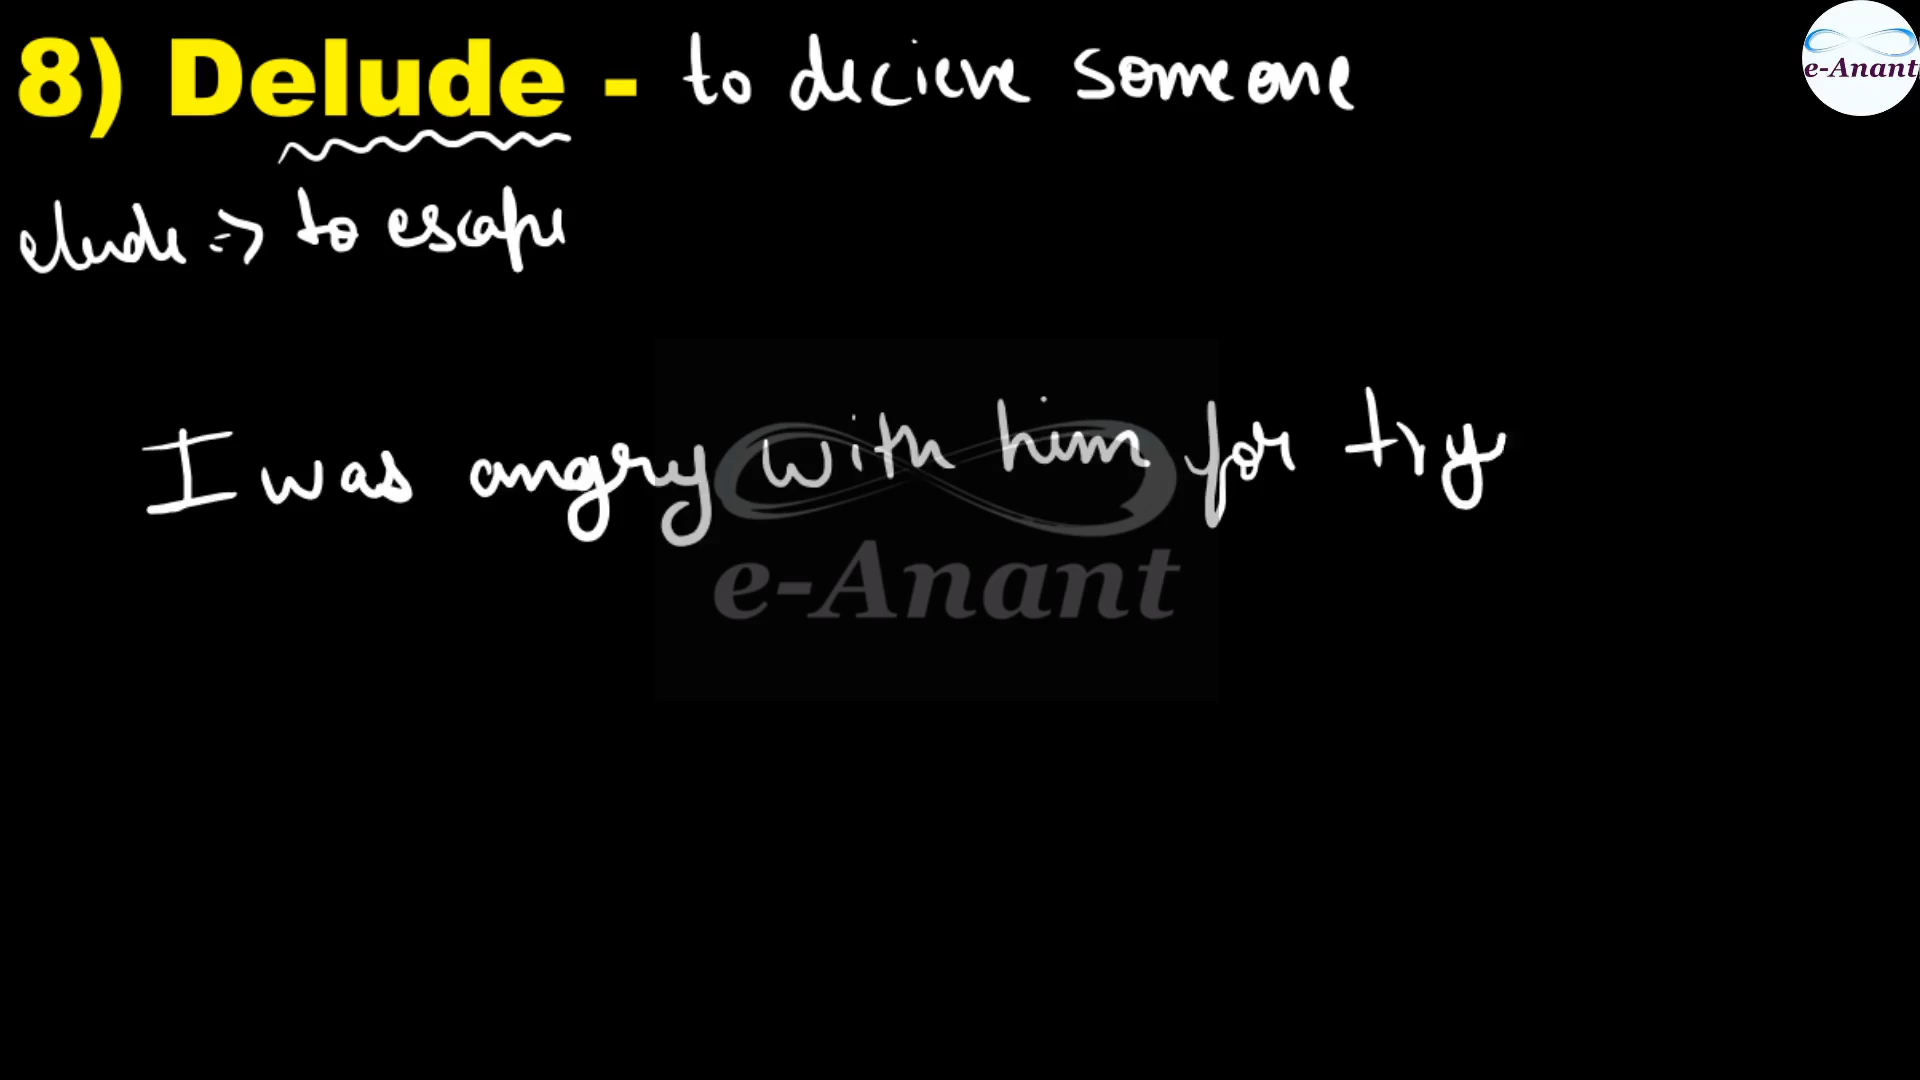 8) Delude - to decieve someone
e-Anant
elude => to escape
I was angry with him for try
e-Anant